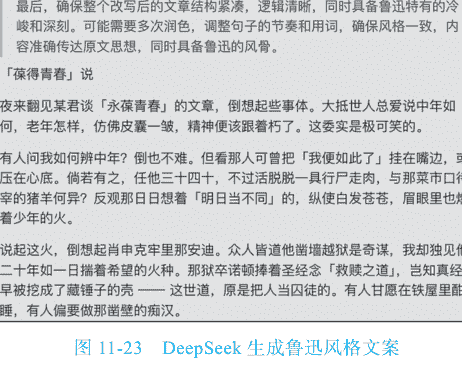 最后，确保整个改写后的文章结构紧凑，逻辑清晰，同时具备鲁迅特有的冷
峻和深刻。可能需要多次润色，调整句子的节奏和用词，确保风格一致，内
容准确传达原文思想，同时具备鲁迅的风骨。
「葆得青春」说
夜来翻见某君谈「永葆青春」的文章，倒想起些事体。大抵世人总爱说中年如
何，老年怎样，仿佛皮囊一皱，精神便该跟着朽了。这委实是极可笑的。
有人问我如何辨中年？倒也不难。但看那人可曾把「我便如此了」挂在嘴边，或
压在心底。倘若有之，任他三十四十，不过活脱脱一具行尸走肉，与那菜市口待
宰的猪羊何异？反观那日日想着「明日当不同」的，纵使白发苍苍，眉眼里也燃
着少年的火。
说起这火，倒想起肖申克牢里那安迪。众人皆道他凿墙越狱是奇谋，我却独见他
二十年如一日揣着希望的火种。那狱卒诺顿捧着圣经念「救赎之道」，岂知真经
早被挖成了藏锤子的壳——这世道，原是把人当囚徒的。有人甘愿在铁屋里酣
睡，有人偏要做那凿壁的痴汉。
图 11-23 DeepSeek 生成鲁迅风格文案